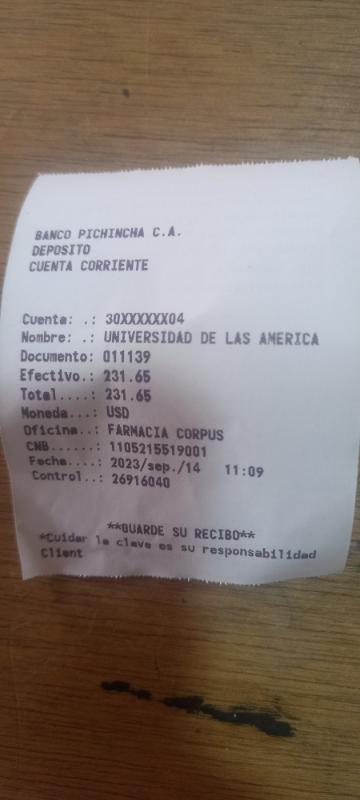 BANCO PICHINCHA C.A.
DEPOSITO
CUENTA CORRIENTE
Cuenta: .: 30XXXXXX04
Nombre: .: UNIVERSIDAD DE LAS AMERICA
Documento: 011139
Efectivo.: 231.65
Total....: 231.65
Moneda...: USD
Oficina..: FARMACIA CORPUS
CNB......: 1105215519001
Fecha....: 2023/sep./14 11:09
Control..: 26916040
**GUARDE SU RECIBO**
*Cuidar la clave es su responsabilidad
Client